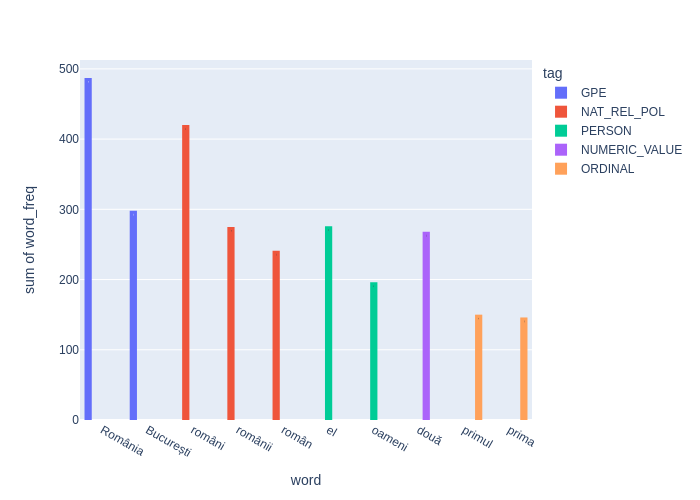 tag
GPE
NAT_REL_POL
PERSON
NUMERIC_VALUE
ORDINAL
500
400
300
200
100
0
sum of word_freq
România
București
români
românii
român
el
oameni
două
primul
prima
word